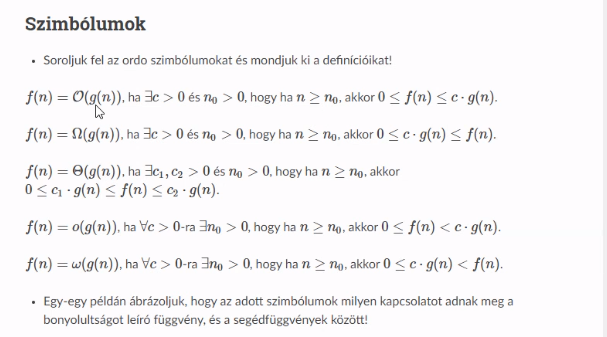 Szimbólumok
• Soroljuk fel az ordo szimbólumokat és mondjuk ki a definícióikat!
f(n) = 𝒪(g(n)), ha ∃c > 0 és n₀ > 0, hogy ha n ≥ n₀, akkor 0 ≤ f(n) ≤ c · g(n).
f(n) = Ω(g(n)), ha ∃c > 0 és n₀ > 0, hogy ha n ≥ n₀, akkor 0 ≤ c · g(n) ≤ f(n).
f(n) = Θ(g(n)), ha ∃c₁, c₂ > 0 és n₀ > 0, hogy ha n ≥ n₀, akkor
0 ≤ c₁ · g(n) ≤ f(n) ≤ c₂ · g(n).
f(n) = o(g(n)), ha ∀c > 0-ra ∃n₀ > 0, hogy ha n ≥ n₀, akkor 0 ≤ f(n) < c · g(n).
f(n) = ω(g(n)), ha ∀c > 0-ra ∃n₀ > 0, hogy ha n ≥ n₀, akkor 0 ≤ c · g(n) < f(n).
• Egy-egy példán ábrázoljuk, hogy az adott szimbólumok milyen kapcsolatot adnak meg a
bonyolultságot leíró függvény, és a segédfüggvények között!